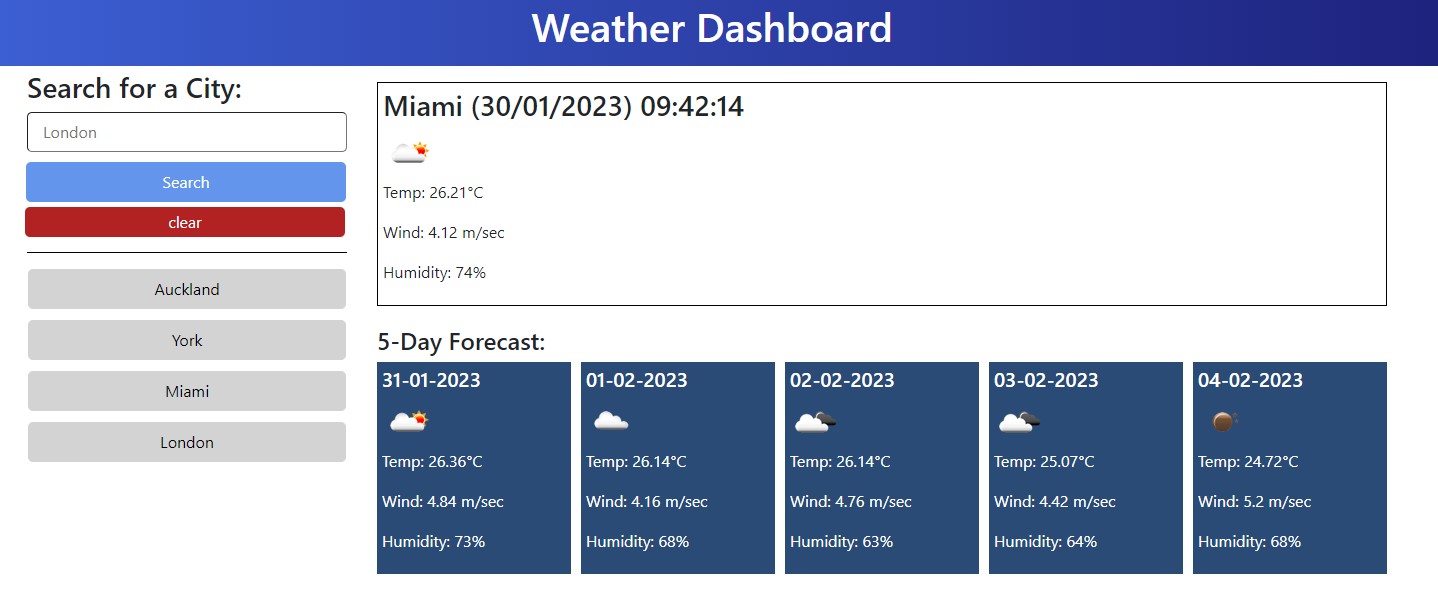 Weather Dashboard
Search for a City:
London
Search
clear
Auckland
York
Miami
London
Miami (30/01/2023) 09:42:14
Temp: 26.21°C
Wind: 4.12 m/sec
Humidity: 74%
5-Day Forecast:
31-01-2023
Temp: 26.36°C
Wind: 4.84 m/sec
Humidity: 73%
01-02-2023
Temp: 26.14°C
Wind: 4.16 m/sec
Humidity: 68%
02-02-2023
Temp: 26.14°C
Wind: 4.76 m/sec
Humidity: 63%
03-02-2023
Temp: 25.07°C
Wind: 4.42 m/sec
Humidity: 64%
04-02-2023
Temp: 24.72°C
Wind: 5.2 m/sec
Humidity: 68%